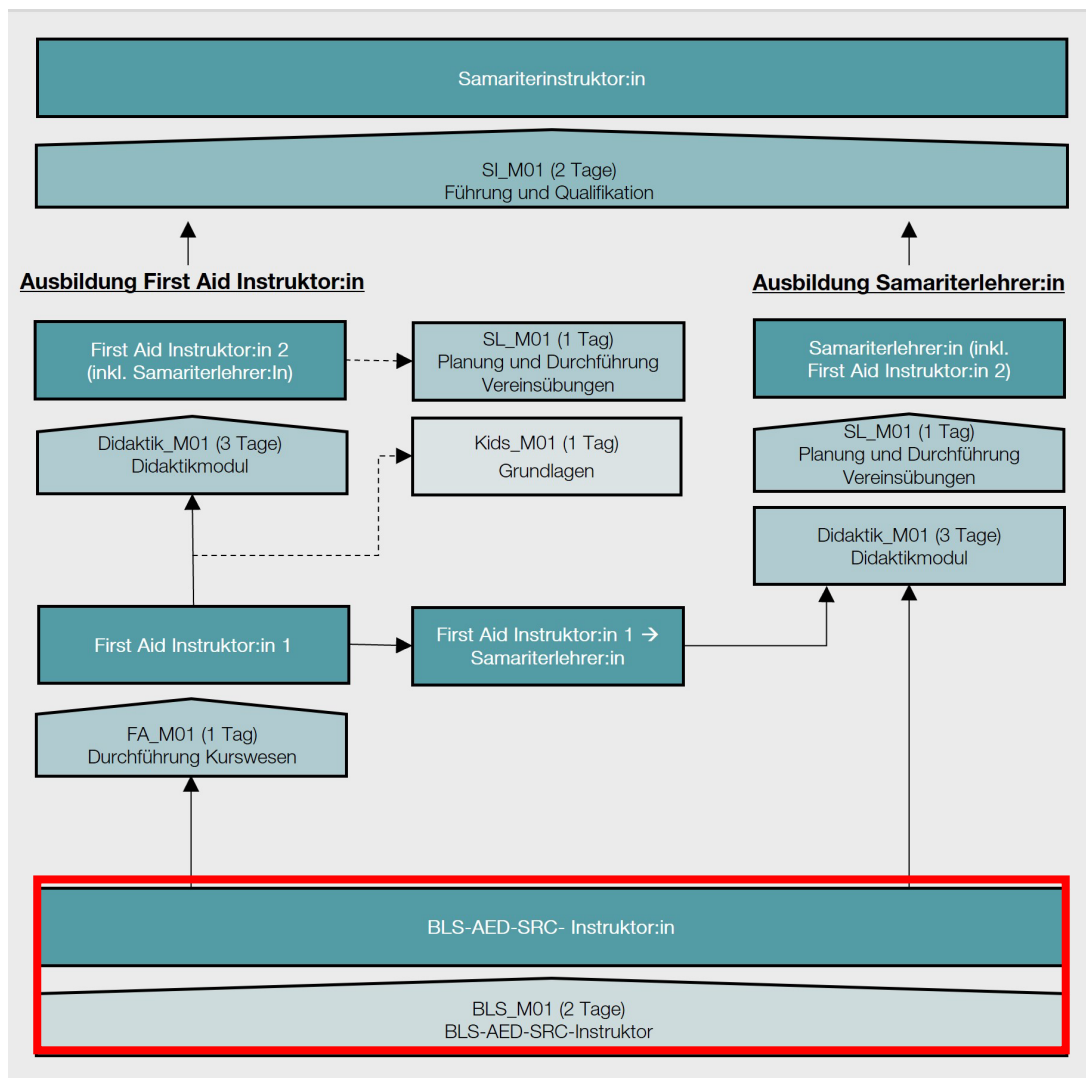 Samariterinstruktor:in
SI_M01 (2 Tage)
Führung und Qualifikation
Ausbildung First Aid Instruktor:in
Ausbildung Samariterlehrer:in
First Aid Instruktor:in 2
(inkl. Samariterlehrer:In)
SL_M01 (1 Tag)
Planung und Durchführung
Vereinsübungen
Samariterlehrer:in (inkl.
First Aid Instruktor:in 2)
Didaktik_M01 (3 Tage)
Didaktikmodul
Kids_M01 (1 Tag)
Grundlagen
SL_M01 (1 Tag)
Planung und Durchführung
Vereinsübungen
Didaktik_M01 (3 Tage)
Didaktikmodul
First Aid Instruktor:in 1
First Aid Instruktor:in 1 →
Samariterlehrer:in
FA_M01 (1 Tag)
Durchführung Kurswesen
BLS-AED-SRC- Instruktor:in
BLS_M01 (2 Tage)
BLS-AED-SRC-Instruktor